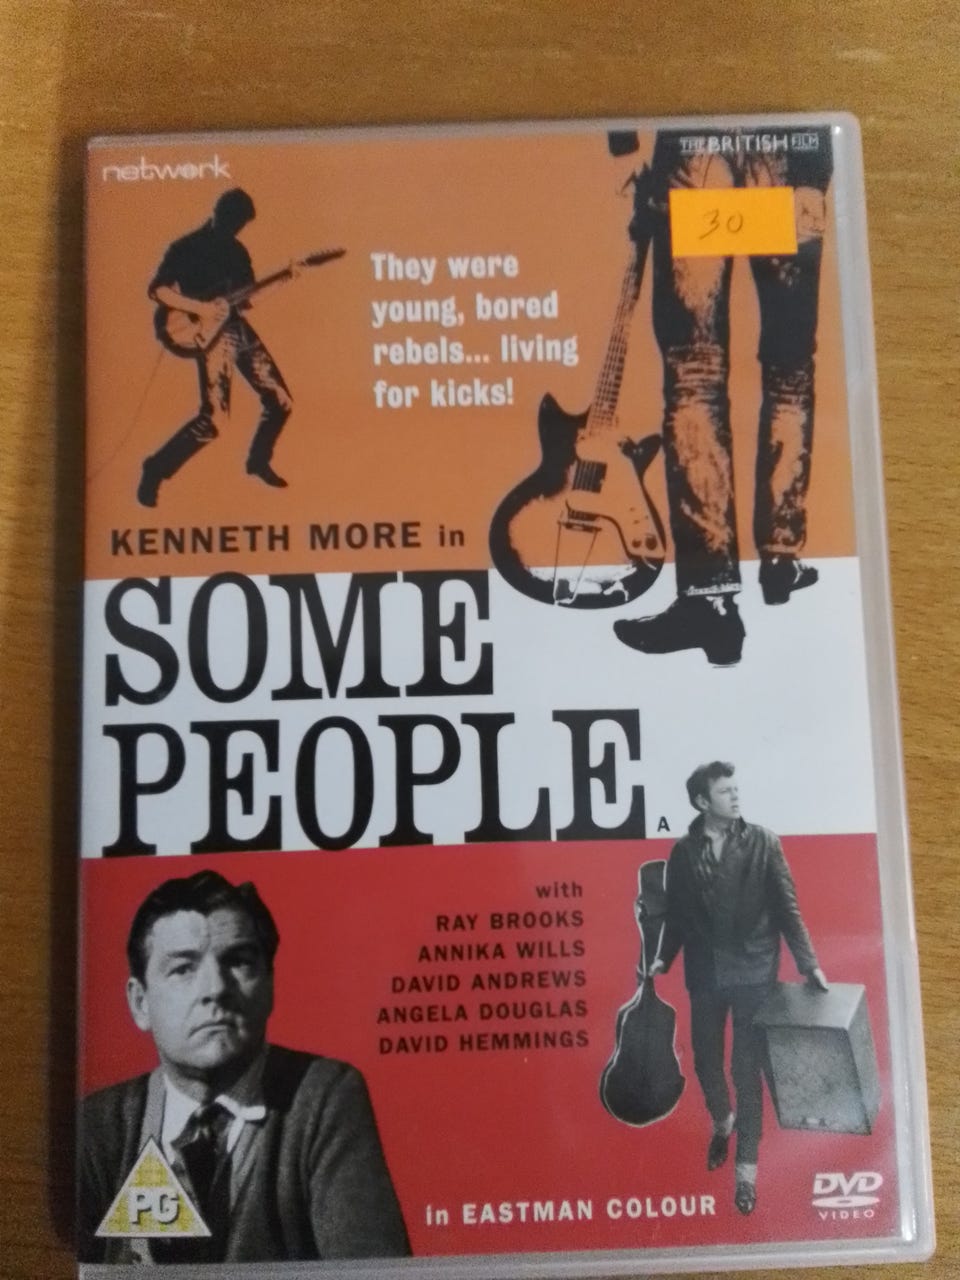 network
THE BRITISH FILM
30
They were
young, bored
rebels... living
for kicks!
KENNETH MORE in
SOME
PEOPLE
A
with
RAY BROOKS
ANNIKA WILLS
DAVID ANDREWS
ANGELA DOUGLAS
DAVID HEMMINGS
PG
in EASTMAN COLOUR
DVD
VIDEO